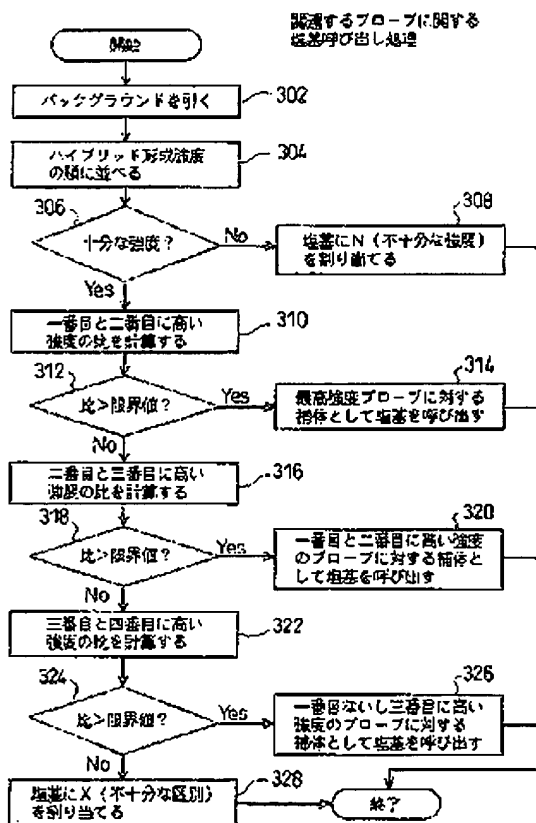 関連するプローブに関する
塩基呼び出し処理
開始
バックグラウンドを引く
302
ハイブリッド形成強度
の順に並べる
304
306
十分な強度?
No
308
塩基にN(不十分な強度)
を割り当てる
Yes
一番目と二番目に高い
強度の比を計算する
310
312
比>限界値?
Yes
314
最高強度プローブに対する
補体として塩基を呼び出す
No
二番目と三番目に高い
強度の比を計算する
316
318
比>限界値?
Yes
320
一番目と二番目に高い強度
のプローブに対する補体と
して塩基を呼び出す
No
三番目と四番目に高い
強度の比を計算する
322
324
比>限界値?
Yes
326
一番目ないし三番目に高い
強度のプローブに対する
補体として塩基を呼び出す
No
塩基にX(不十分な区別)
を割り当てる
328
終了